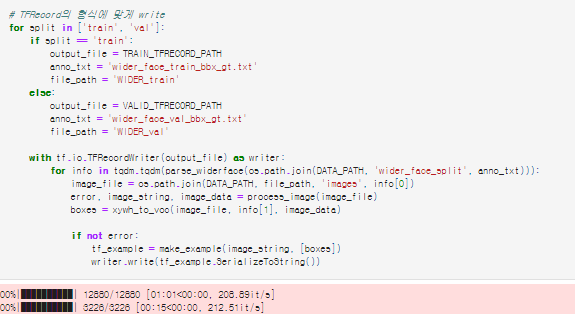 # TFRecord의 형식에 맞게 write
for split in ['train', 'val']:
    if split == 'train':
        output_file = TRAIN_TFRECORD_PATH
        anno_txt = 'wider_face_train_bbx_gt.txt'
        file_path = 'WIDER_train'
    else:
        output_file = VALID_TFRECORD_PATH
        anno_txt = 'wider_face_val_bbx_gt.txt'
        file_path = 'WIDER_val'
    with tf.io.TFRecordWriter(output_file) as writer:
        for info in tqdm.tqdm(parse_widerface(os.path.join(DATA_PATH, 'wider_face_split', anno_txt))):
            image_file = os.path.join(DATA_PATH, file_path, 'images', info[0])
            error, image_string, image_data = process_image(image_file)
            boxes = xywh_to_voc(image_file, info[1], image_data)
            if not error:
                tf_example = make_example(image_string, [boxes])
                writer.write(tf_example.SerializeToString())
00%|██████████| 12880/12880 [01:01<00:00, 208.89it/s]
00%|██████████| 3226/3226 [00:15<00:00, 212.51it/s]